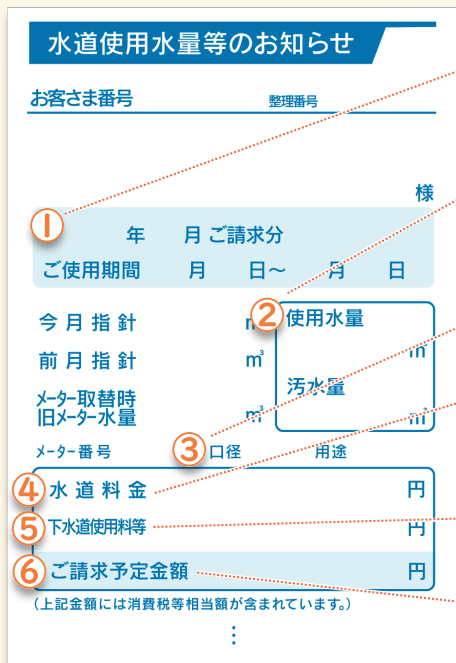 水道使用水量等のお知らせ
お客さま番号 整理番号
様
① 年 月 ご請求分
ご使用期間 月 日〜 月 日
今月指針 m³
② 使用水量
m³
前月指針 m³
汚水量
m³
メーター取替時
旧メーター水量 m³
メーター番号 ③ 口径 用途
④ 水道料金 円
⑤ 下水道使用料等 円
⑥ ご請求予定金額 円
(上記金額には消費税等相当額が含まれています。)
⋮